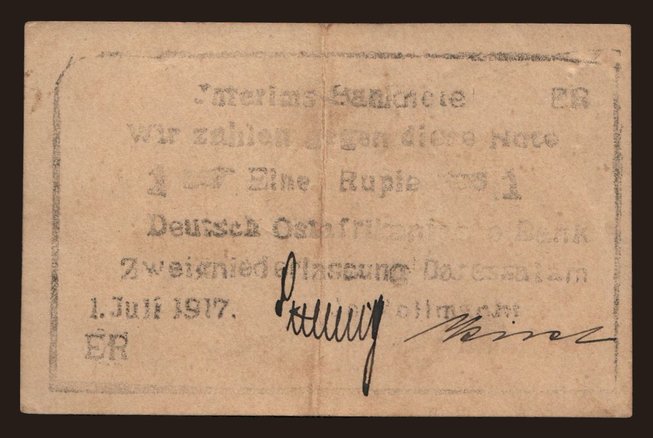 Interims-Banknote ER
Wir zahlen gegen diese Note
1 Eine Rupie 1
Deutsch Ostafrikanische Bank
Zweigniederlassung Daressalam
1. Juli 1917. Vollmacht
ER